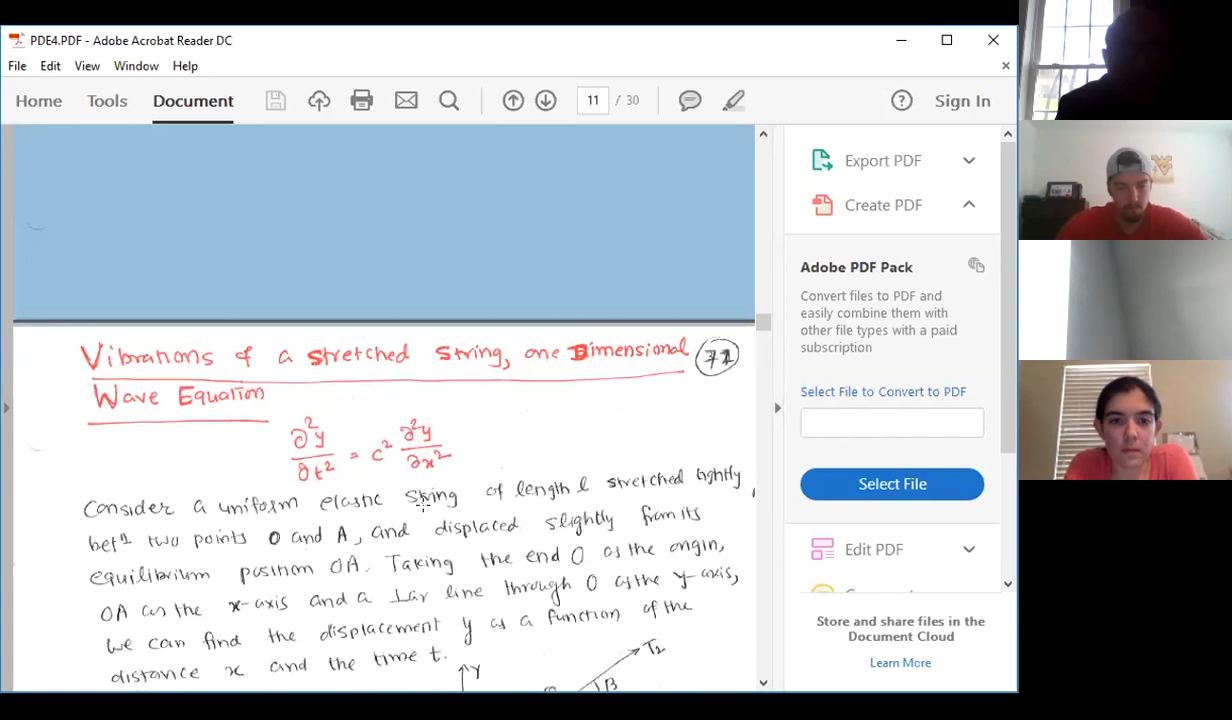 PDE4.PDF - Adobe Acrobat Reader DC
File Edit View Window Help
Home Tools Document 11 / 30 Sign In
Vibrations of a stretched string, one Dimensional 71
Wave Equation
∂²y/∂t² = c² ∂²y/∂x²
Consider a uniform elastic string of length l stretched tightly
betⁿ two points O and A, and displaced slightly from its
equilibrium position OA. Taking the end O as the origin,
OA as the x-axis and a ⊥ar line through O as the y-axis,
we can find the displacement y as a function of the
distance x and the time t.
Y
T2
B
Export PDF
Create PDF
Adobe PDF Pack
Convert files to PDF and
easily combine them with
other file types with a paid
subscription
Select File to Convert to PDF
Select File
Edit PDF
Store and share files in the
Document Cloud
Learn More